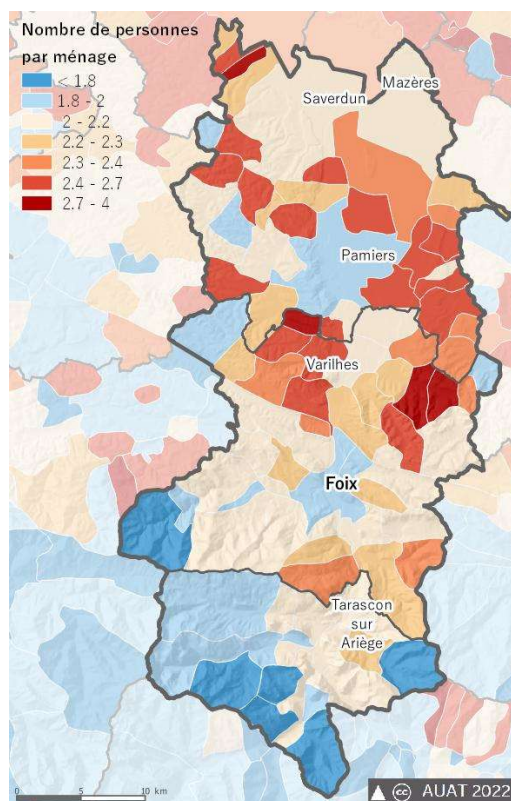 Nombre de personnes
par ménage
< 1.8
1.8 - 2
2 - 2.2
2.2 - 2.3
2.3 - 2.4
2.4 - 2.7
2.7 - 4
Mazères
Saverdun
Pamiers
Varilhes
Foix
Tarascon
sur
Ariège
0 5 10 km
cc AUAT 2022